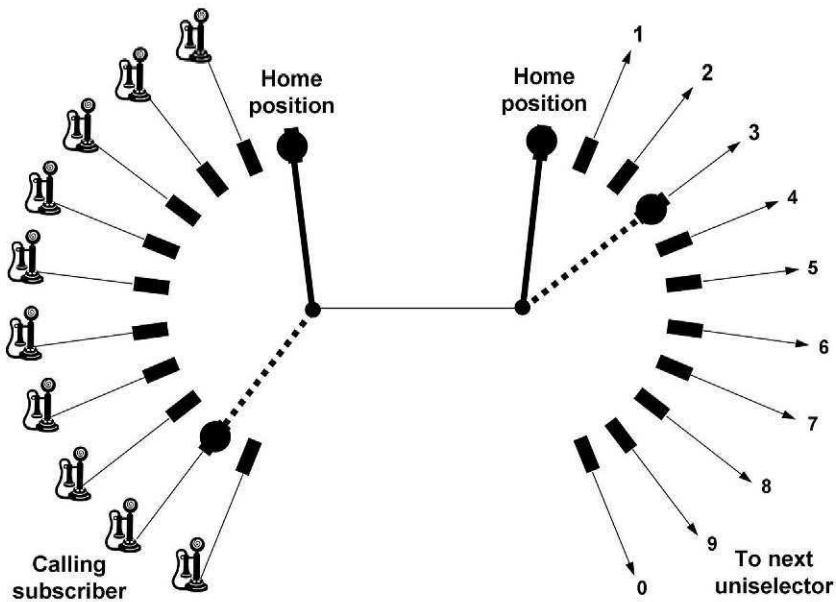 Home
position
Home
position
1
2
3
4
5
6
7
8
9
0
Calling
subscriber
To next
uniselector